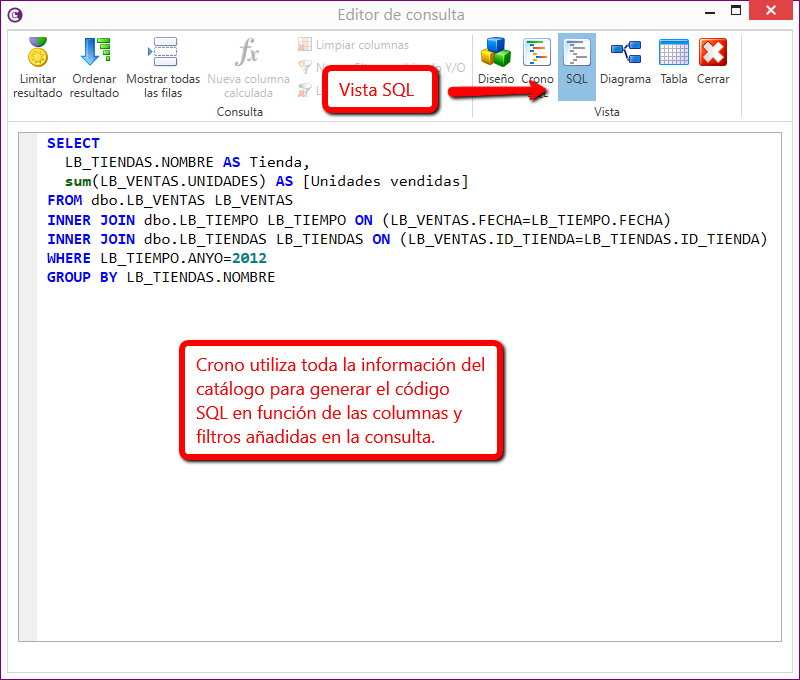 Editor de consulta
Limitar
resultado
Ordenar
resultado
Mostrar todas
las filas
Nueva columna
calculada
Limpiar columnas
Y/O
Consulta
Vista SQL
Diseño
Crono
SQL
Diagrama
Tabla
Cerrar
Vista
SELECT
LB_TIENDAS.NOMBRE AS Tienda,
sum(LB_VENTAS.UNIDADES) AS [Unidades vendidas]
FROM dbo.LB_VENTAS LB_VENTAS
INNER JOIN dbo.LB_TIEMPO LB_TIEMPO ON (LB_VENTAS.FECHA=LB_TIEMPO.FECHA)
INNER JOIN dbo.LB_TIENDAS LB_TIENDAS ON (LB_VENTAS.ID_TIENDA=LB_TIENDAS.ID_TIENDA)
WHERE LB_TIEMPO.ANYO=2012
GROUP BY LB_TIENDAS.NOMBRE
Crono utiliza toda la información del
catálogo para generar el código
SQL en función de las columnas y
filtros añadidas en la consulta.